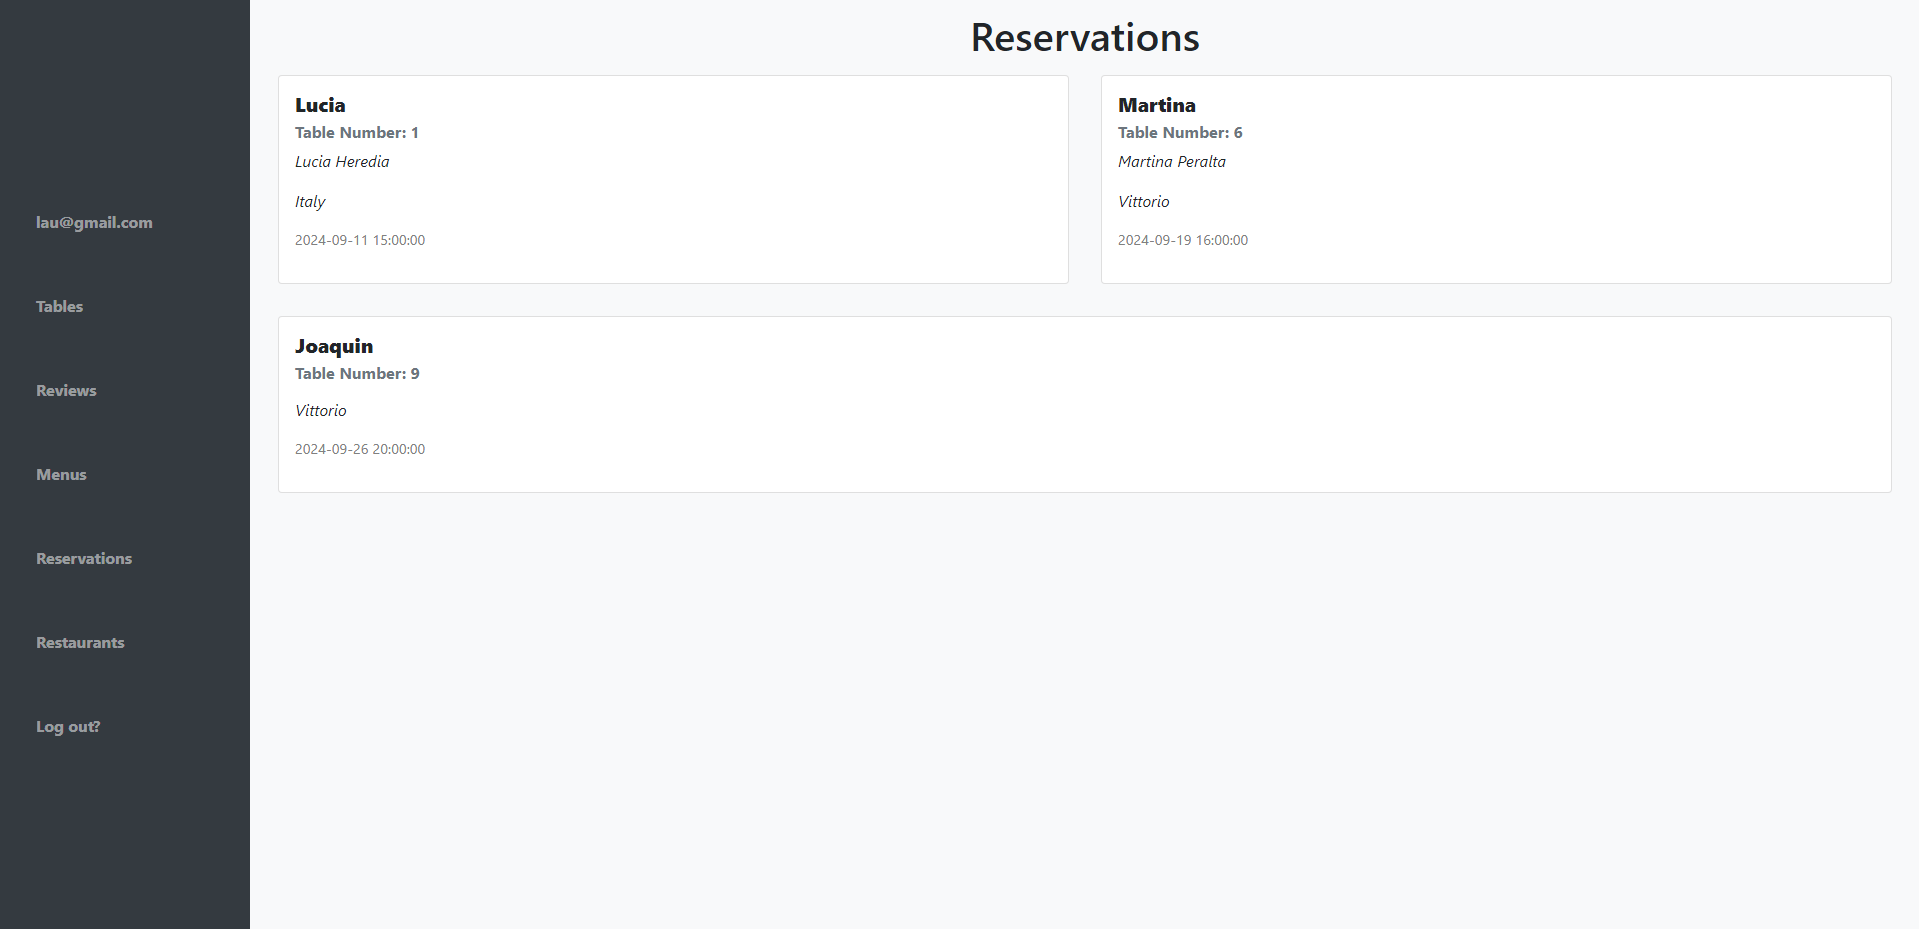 lau@gmail.com
Tables
Reviews
Menus
Reservations
Restaurants
Log out?
Reservations
Lucia
Table Number: 1
Lucia Heredia
Italy
2024-09-11 15:00:00
Martina
Table Number: 6
Martina Peralta
Vittorio
2024-09-19 16:00:00
Joaquin
Table Number: 9
Vittorio
2024-09-26 20:00:00